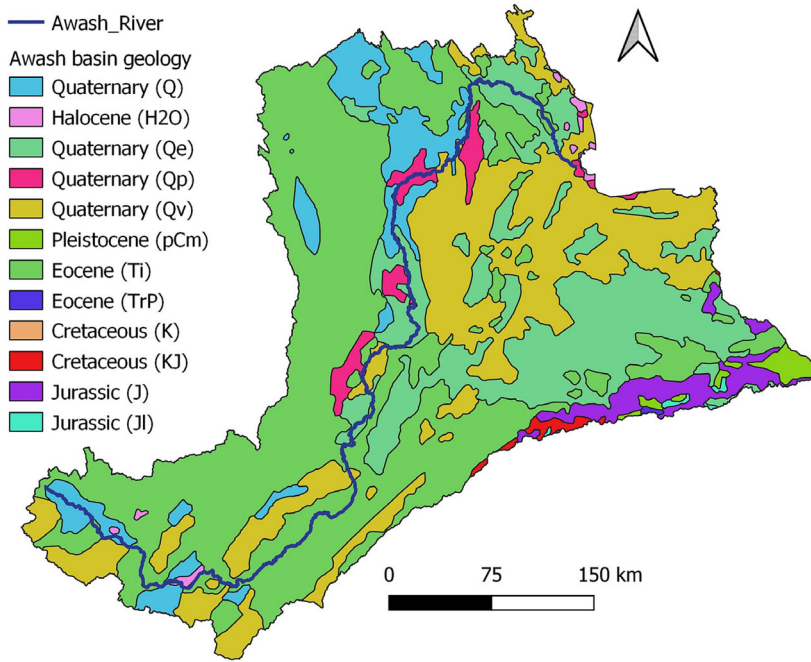 Awash_River
Awash basin geology
Quaternary (Q)
Halocene (H2O)
Quaternary (Qe)
Quaternary (Qp)
Quaternary (Qv)
Pleistocene (pCm)
Eocene (Ti)
Eocene (TrP)
Cretaceous (K)
Cretaceous (KJ)
Jurassic (J)
Jurassic (Jl)
0 75 150 km